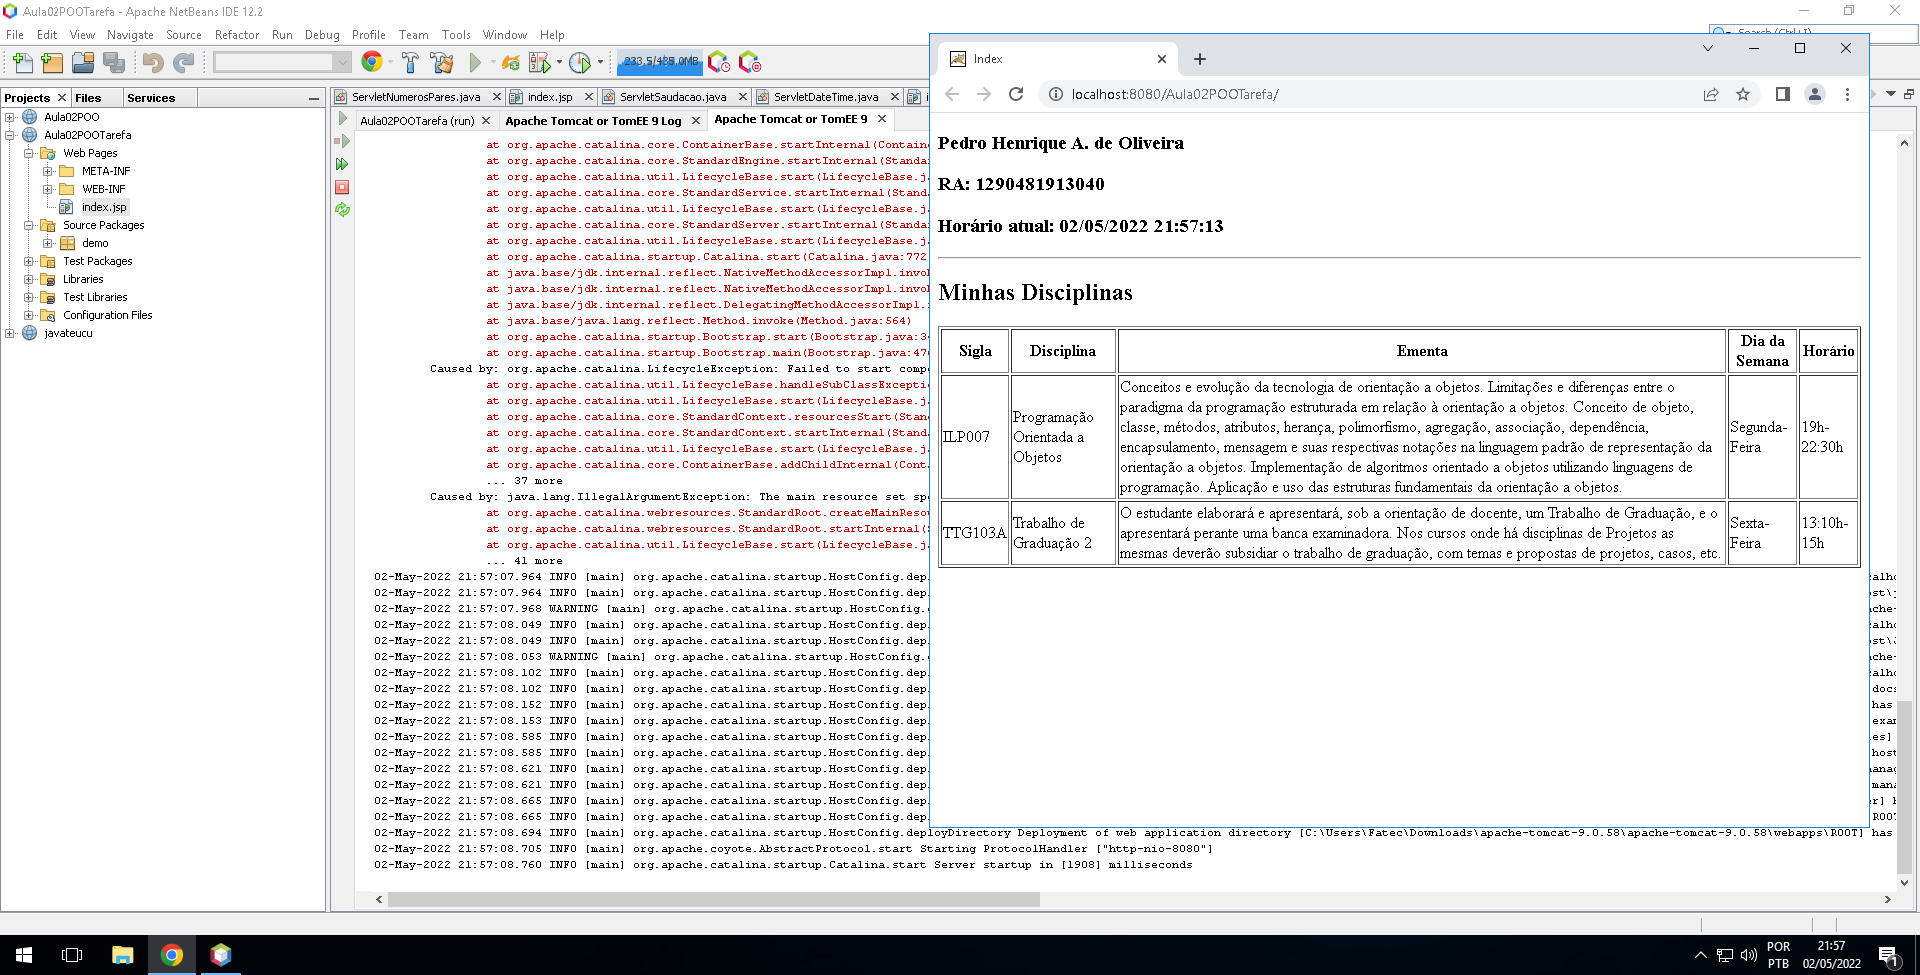 Aula02POOTarefa - Apache NetBeans IDE 12.2
File Edit View Navigate Source Refactor Run Debug Profile Team Tools Window Help
Search (Ctrl+I)
233,5/435,0MB
Projects Files Services
Aula02POO
Aula02POOTarefa
Web Pages
META-INF
WEB-INF
index.jsp
Source Packages
demo
Test Packages
Libraries
Test Libraries
Configuration Files
javateucu
ServletNumerosPares.java index.jsp ServletSaudacao.java ServletDateTime.java
Aula02POOTarefa (run) Apache Tomcat or TomEE 9 Log Apache Tomcat or TomEE 9
at org.apache.catalina.core.ContainerBase.startInternal(Contain
at org.apache.catalina.core.StandardEngine.startInternal(Standa
at org.apache.catalina.util.LifecycleBase.start(LifecycleBase.j
at org.apache.catalina.core.StandardService.startInternal(Stand
at org.apache.catalina.util.LifecycleBase.start(LifecycleBase.j
at org.apache.catalina.core.StandardServer.startInternal(Standa
at org.apache.catalina.util.LifecycleBase.start(LifecycleBase.j
at org.apache.catalina.startup.Catalina.start(Catalina.java:772
at java.base/jdk.internal.reflect.NativeMethodAccessorImpl.invo
at java.base/jdk.internal.reflect.NativeMethodAccessorImpl.invo
at java.base/jdk.internal.reflect.DelegatingMethodAccessorImpl.
at java.base/java.lang.reflect.Method.invoke(Method.java:564)
at org.apache.catalina.startup.Bootstrap.start(Bootstrap.java:34
at org.apache.catalina.startup.Bootstrap.main(Bootstrap.java:476
Caused by: org.apache.catalina.LifecycleException: Failed to start compo
at org.apache.catalina.util.LifecycleBase.handleSubClassExcepti
at org.apache.catalina.util.LifecycleBase.start(LifecycleBase.j
at org.apache.catalina.core.StandardContext.resourcesStart(Stan
at org.apache.catalina.core.StandardContext.startInternal(Stand
at org.apache.catalina.util.LifecycleBase.start(LifecycleBase.j
at org.apache.catalina.core.ContainerBase.addChildInternal(Cont
... 37 more
Caused by: java.lang.IllegalArgumentException: The main resource set spe
at org.apache.catalina.webresources.StandardRoot.createMainReso
at org.apache.catalina.webresources.StandardRoot.startInternal(S
at org.apache.catalina.util.LifecycleBase.start(LifecycleBase.j
... 41 more
02-May-2022 21:57:07.964 INFO [main] org.apache.catalina.startup.HostConfig.dep
02-May-2022 21:57:07.964 INFO [main] org.apache.catalina.startup.HostConfig.dep
02-May-2022 21:57:07.968 WARNING [main] org.apache.catalina.startup.HostConfig.
02-May-2022 21:57:08.049 INFO [main] org.apache.catalina.startup.HostConfig.dep
02-May-2022 21:57:08.049 INFO [main] org.apache.catalina.startup.HostConfig.dep
02-May-2022 21:57:08.053 WARNING [main] org.apache.catalina.startup.HostConfig.
02-May-2022 21:57:08.102 INFO [main] org.apache.catalina.startup.HostConfig.dep
02-May-2022 21:57:08.102 INFO [main] org.apache.catalina.startup.HostConfig.dep
02-May-2022 21:57:08.152 INFO [main] org.apache.catalina.startup.HostConfig.dep
02-May-2022 21:57:08.153 INFO [main] org.apache.catalina.startup.HostConfig.dep
02-May-2022 21:57:08.585 INFO [main] org.apache.catalina.startup.HostConfig.dep
02-May-2022 21:57:08.585 INFO [main] org.apache.catalina.startup.HostConfig.dep
02-May-2022 21:57:08.621 INFO [main] org.apache.catalina.startup.HostConfig.dep
02-May-2022 21:57:08.621 INFO [main] org.apache.catalina.startup.HostConfig.dep
02-May-2022 21:57:08.665 INFO [main] org.apache.catalina.startup.HostConfig.dep
02-May-2022 21:57:08.665 INFO [main] org.apache.catalina.startup.HostConfig.dep
02-May-2022 21:57:08.694 INFO [main] org.apache.catalina.startup.HostConfig.deployDirectory Deployment of web application directory [C:\Users\Fatec\Downloads\apache-tomcat-9.0.58\apache-tomcat-9.0.58\webapps\ROOT] has
02-May-2022 21:57:08.705 INFO [main] org.apache.coyote.AbstractProtocol.start Starting ProtocolHandler ["http-nio-8080"]
02-May-2022 21:57:08.760 INFO [main] org.apache.catalina.startup.Catalina.start Server startup in [1908] milliseconds
Index
localhost:8080/Aula02POOTarefa/
Pedro Henrique A. de Oliveira
RA: 1290481913040
Horário atual: 02/05/2022 21:57:13
Minhas Disciplinas
Sigla Disciplina Ementa Dia da Semana Horário
ILP007
Programação
Orientada a
Objetos
Conceitos e evolução da tecnologia de orientação a objetos. Limitações e diferenças entre o
paradigma da programação estruturada em relação à orientação a objetos. Conceito de objeto,
classe, métodos, atributos, herança, polimorfismo, agregação, associação, dependência,
encapsulamento, mensagem e suas respectivas notações na linguagem padrão de representação da
orientação a objetos. Implementação de algoritmos orientado a objetos utilizando linguagens de
programação. Aplicação e uso das estruturas fundamentais da orientação a objetos.
Segunda-
Feira
19h-
22:30h
TTG103A
Trabalho de
Graduação 2
O estudante elaborará e apresentará, sob a orientação de docente, um Trabalho de Graduação, e o
apresentará perante uma banca examinadora. Nos cursos onde há disciplinas de Projetos as
mesmas deverão subsidiar o trabalho de graduação, com temas e propostas de projetos, casos, etc.
Sexta-
Feira
13:10h-
15h
POR
PTB
21:57
02/05/2022
1